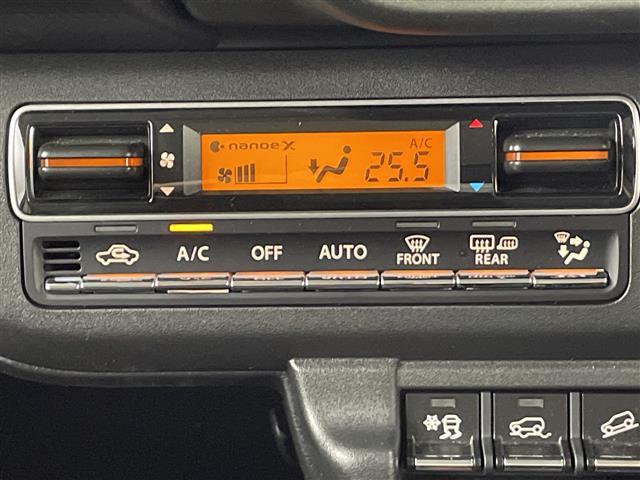 nanoeX
A/C
25.5
A/C
OFF
AUTO
FRONT
REAR